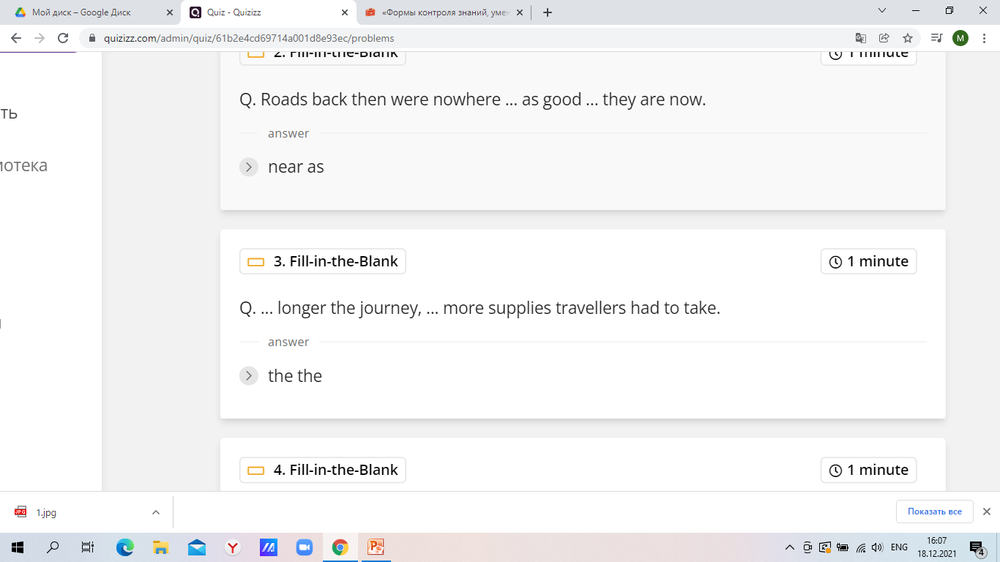 Мой диск – Google Диск
Quiz - Quizizz
«Формы контроля знаний, умен
quizizz.com/admin/quiz/61b2e4cd69714a001d8e93ec/problems
M
2. Fill-in-the-Blank
1 minute
ть
Q. Roads back then were nowhere ... as good ... they are now.
answer
иотека
near as
3. Fill-in-the-Blank
1 minute
Q. ... longer the journey, ... more supplies travellers had to take.
answer
the the
4. Fill-in-the-Blank
1 minute
JPG
1.jpg
Показать все
ENG
16:07
18.12.2021
4